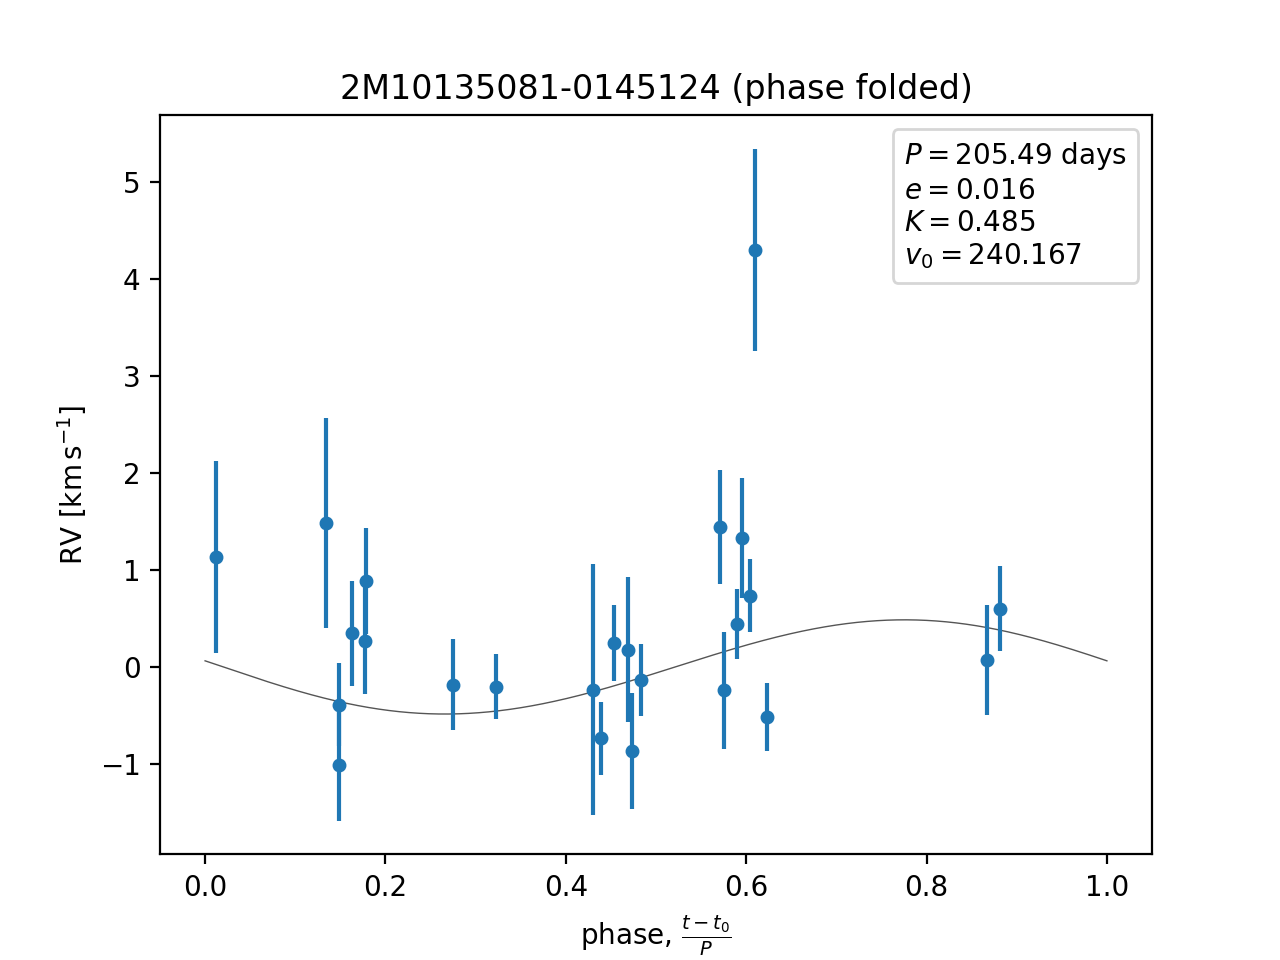 2M10135081-0145124 (phase folded)
P = 205.49 days
e = 0.016
K = 0.485
v₀ = 240.167
RV [km s⁻¹]
5
4
3
2
1
0
−1
0.0 0.2 0.4 0.6 0.8 1.0
phase, (t − t₀)/P